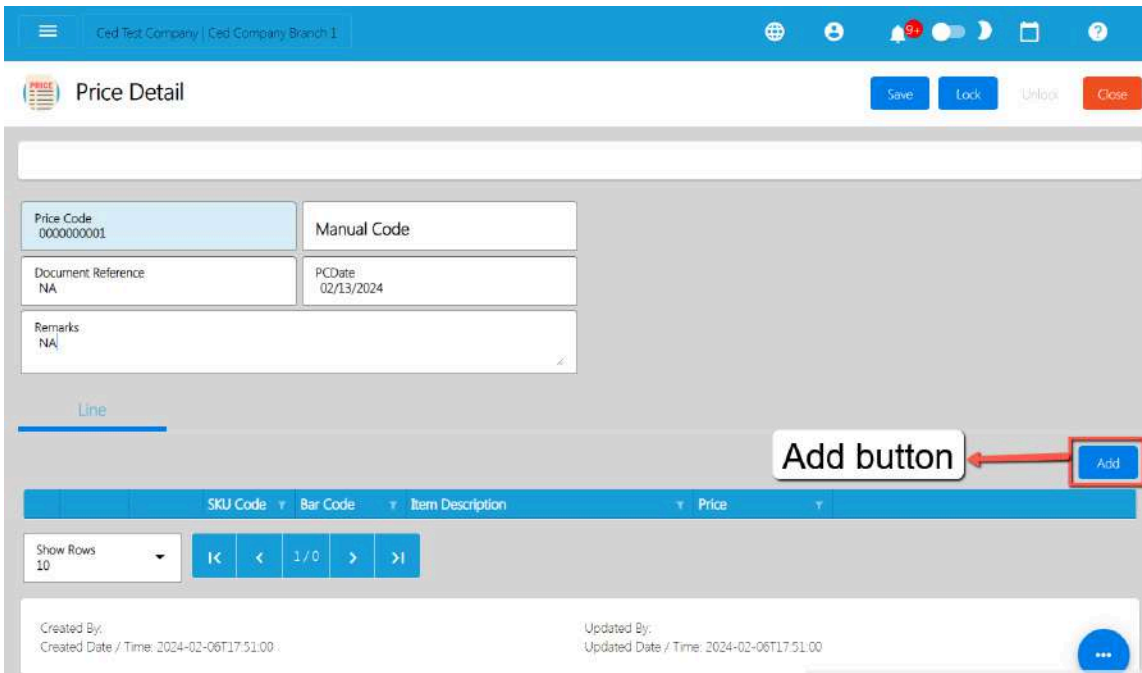 Ced Test Company | Ced Company Branch 1
9+
PRICE
Price Detail
Save
Lock
Unlock
Close
Price Code
0000000001
Manual Code
Document Reference
NA
PCDate
02/13/2024
Remarks
NA
Line
Add button
Add
SKU Code
Bar Code
Item Description
Price
Show Rows
10
1 / 0
Created By:
Updated By:
Created Date / Time: 2024-02-06T17:51:00
Updated Date / Time: 2024-02-06T17:51:00